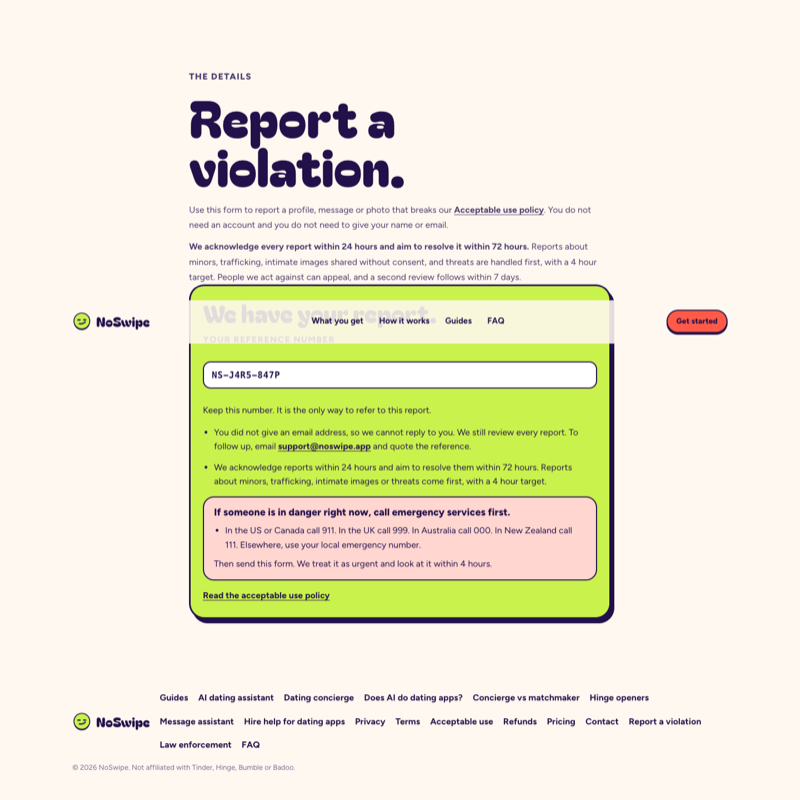 THE DETAILS
Report a
violation.
Use this form to report a profile, message or photo that breaks our Acceptable use policy. You do not
need an account and you do not need to give your name or email.
We acknowledge every report within 24 hours and aim to resolve it within 72 hours. Reports about
minors, trafficking, intimate images shared without consent, and threats are handled first, with a 4 hour
target. People we act against can appeal, and a second review follows within 7 days.
We have your report.
NoSwipe What you get How it works Guides FAQ Get started
YOUR REFERENCE NUMBER
NS-J4R5-847P
Keep this number. It is the only way to refer to this report.
• You did not give an email address, so we cannot reply to you. We still review every report. To
follow up, email support@noswipe.app and quote the reference.
• We acknowledge reports within 24 hours and aim to resolve them within 72 hours. Reports
about minors, trafficking, intimate images or threats come first, with a 4 hour target.
If someone is in danger right now, call emergency services first.
• In the US or Canada call 911. In the UK call 999. In Australia call 000. In New Zealand call
111. Elsewhere, use your local emergency number.
Then send this form. We treat it as urgent and look at it within 4 hours.
Read the acceptable use policy
Guides AI dating assistant Dating concierge Does AI do dating apps? Concierge vs matchmaker Hinge openers
NoSwipe Message assistant Hire help for dating apps Privacy Terms Acceptable use Refunds Pricing Contact Report a violation
Law enforcement FAQ
© 2026 NoSwipe. Not affiliated with Tinder, Hinge, Bumble or Badoo.